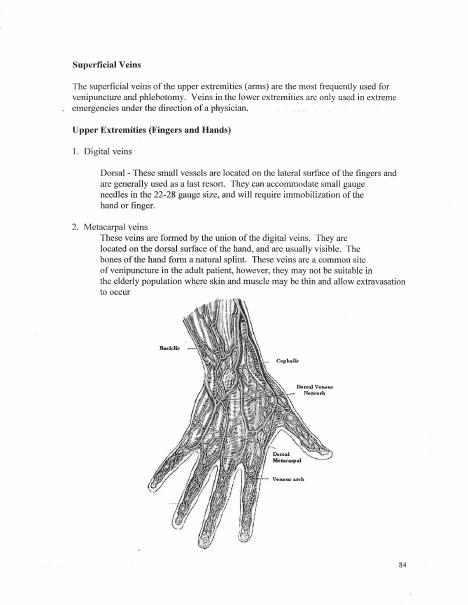 Superficial Veins
The superficial veins of the upper extremities (arms) are the most frequently used for
venipuncture and phlebotomy. Veins in the lower extremities are only used in extreme
emergencies under the direction of a physician.
Upper Extremities (Fingers and Hands)
1. Digital veins
Dorsal - These small vessels are located on the lateral surface of the fingers and
are generally used as a last resort. They can accommodate small gauge
needles in the 22-28 gauge size, and will require immobilization of the
hand or finger.
2. Metacarpal veins
These veins are formed by the union of the digital veins. They are
located on the dorsal surface of the hand, and are usually visible. The
bones of the hand form a natural splint. These veins are a common site
of venipuncture in the adult patient, however, they may not be suitable in
the elderly population where skin and muscle may be thin and allow extravasation
to occur
Basiclic
Cephalic
Dorsal Venous
Network
Dorsal
Metacarpal
Venous arch
84